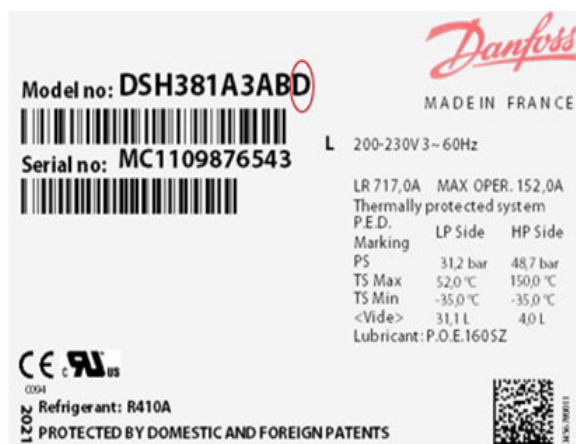 Danfoss
MADE IN FRANCE
Model no: DSH381A3ABD
Serial no: MC1109876543
L 200-230V 3~ 60Hz
LR 717,0A MAX OPER. 152,0A
Thermally protected system
P.E.D.
Marking LP Side HP Side
PS 31,2 bar 48,7 bar
TS Max 52,0 °C 150,0 °C
TS Min -35,0 °C -35,0 °C
<Vide> 31,1 L 4,0 L
Lubricant: P.O.E.160SZ
CE c RU us
0094
Refrigerant: R410A
2021 PROTECTED BY DOMESTIC AND FOREIGN PATENTS